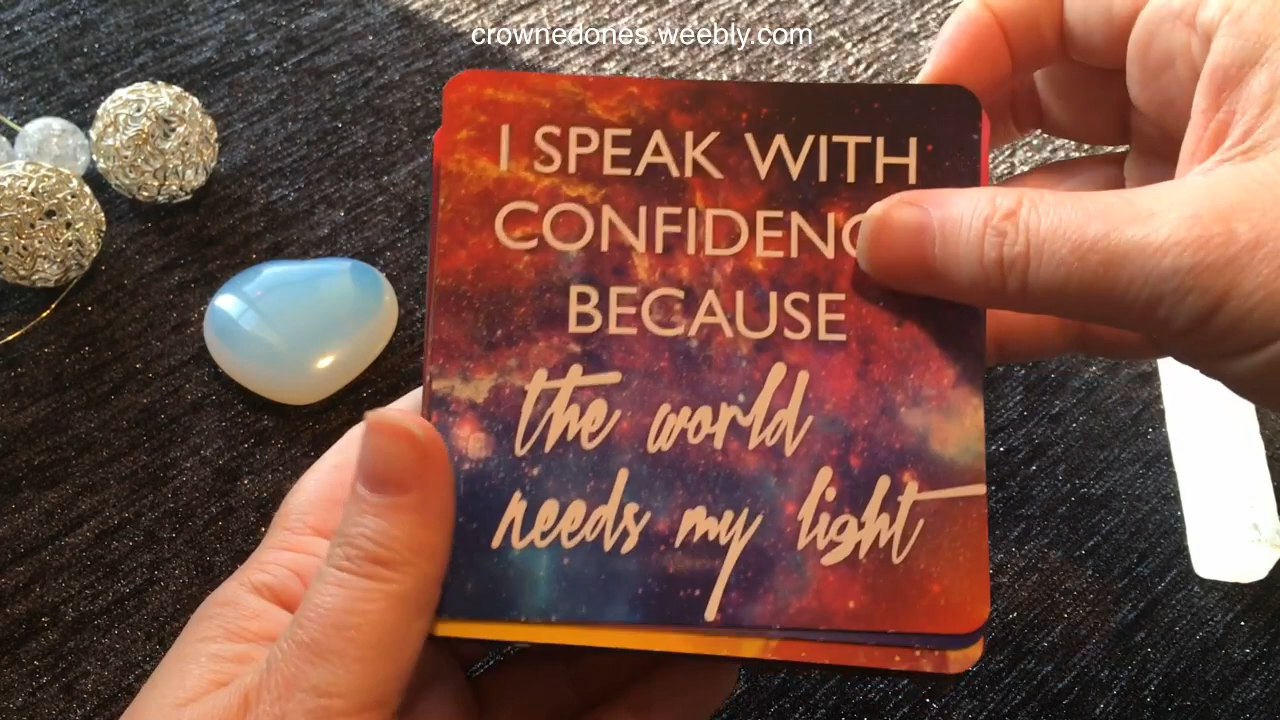 crownedones.weebly.com
I SPEAK WITH
CONFIDENC
BECAUSE
the world
needs my light